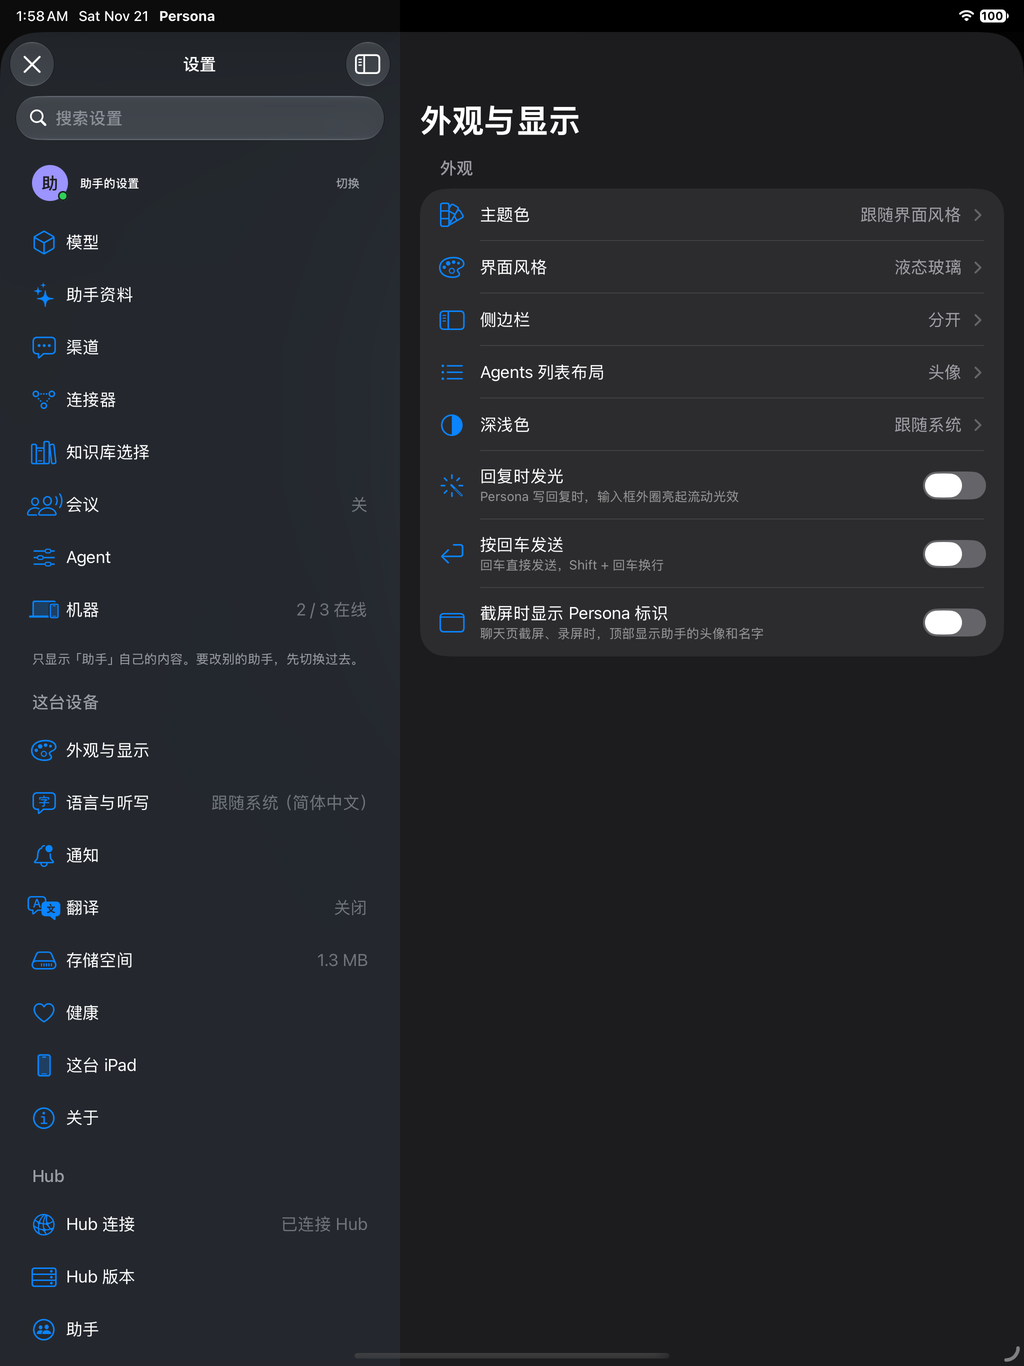 1:58 AM Sat Nov 21 Persona
100
设置
搜索设置
助 助手的设置 切换
模型
助手资料
渠道
连接器
知识库选择
会议 关
Agent
机器 2 / 3 在线
只显示「助手」自己的内容。要改别的助手，先切换过去。
这台设备
外观与显示
语言与听写 跟随系统（简体中文）
通知
翻译 关闭
存储空间 1.3 MB
健康
这台 iPad
关于
Hub
Hub 连接 已连接 Hub
Hub 版本
助手
外观与显示
外观
主题色 跟随界面风格
界面风格 液态玻璃
侧边栏 分开
Agents 列表布局 头像
深浅色 跟随系统
回复时发光
Persona 写回复时，输入框外圈亮起流动光效
按回车发送
回车直接发送，Shift + 回车换行
截屏时显示 Persona 标识
聊天页截屏、录屏时，顶部显示助手的头像和名字